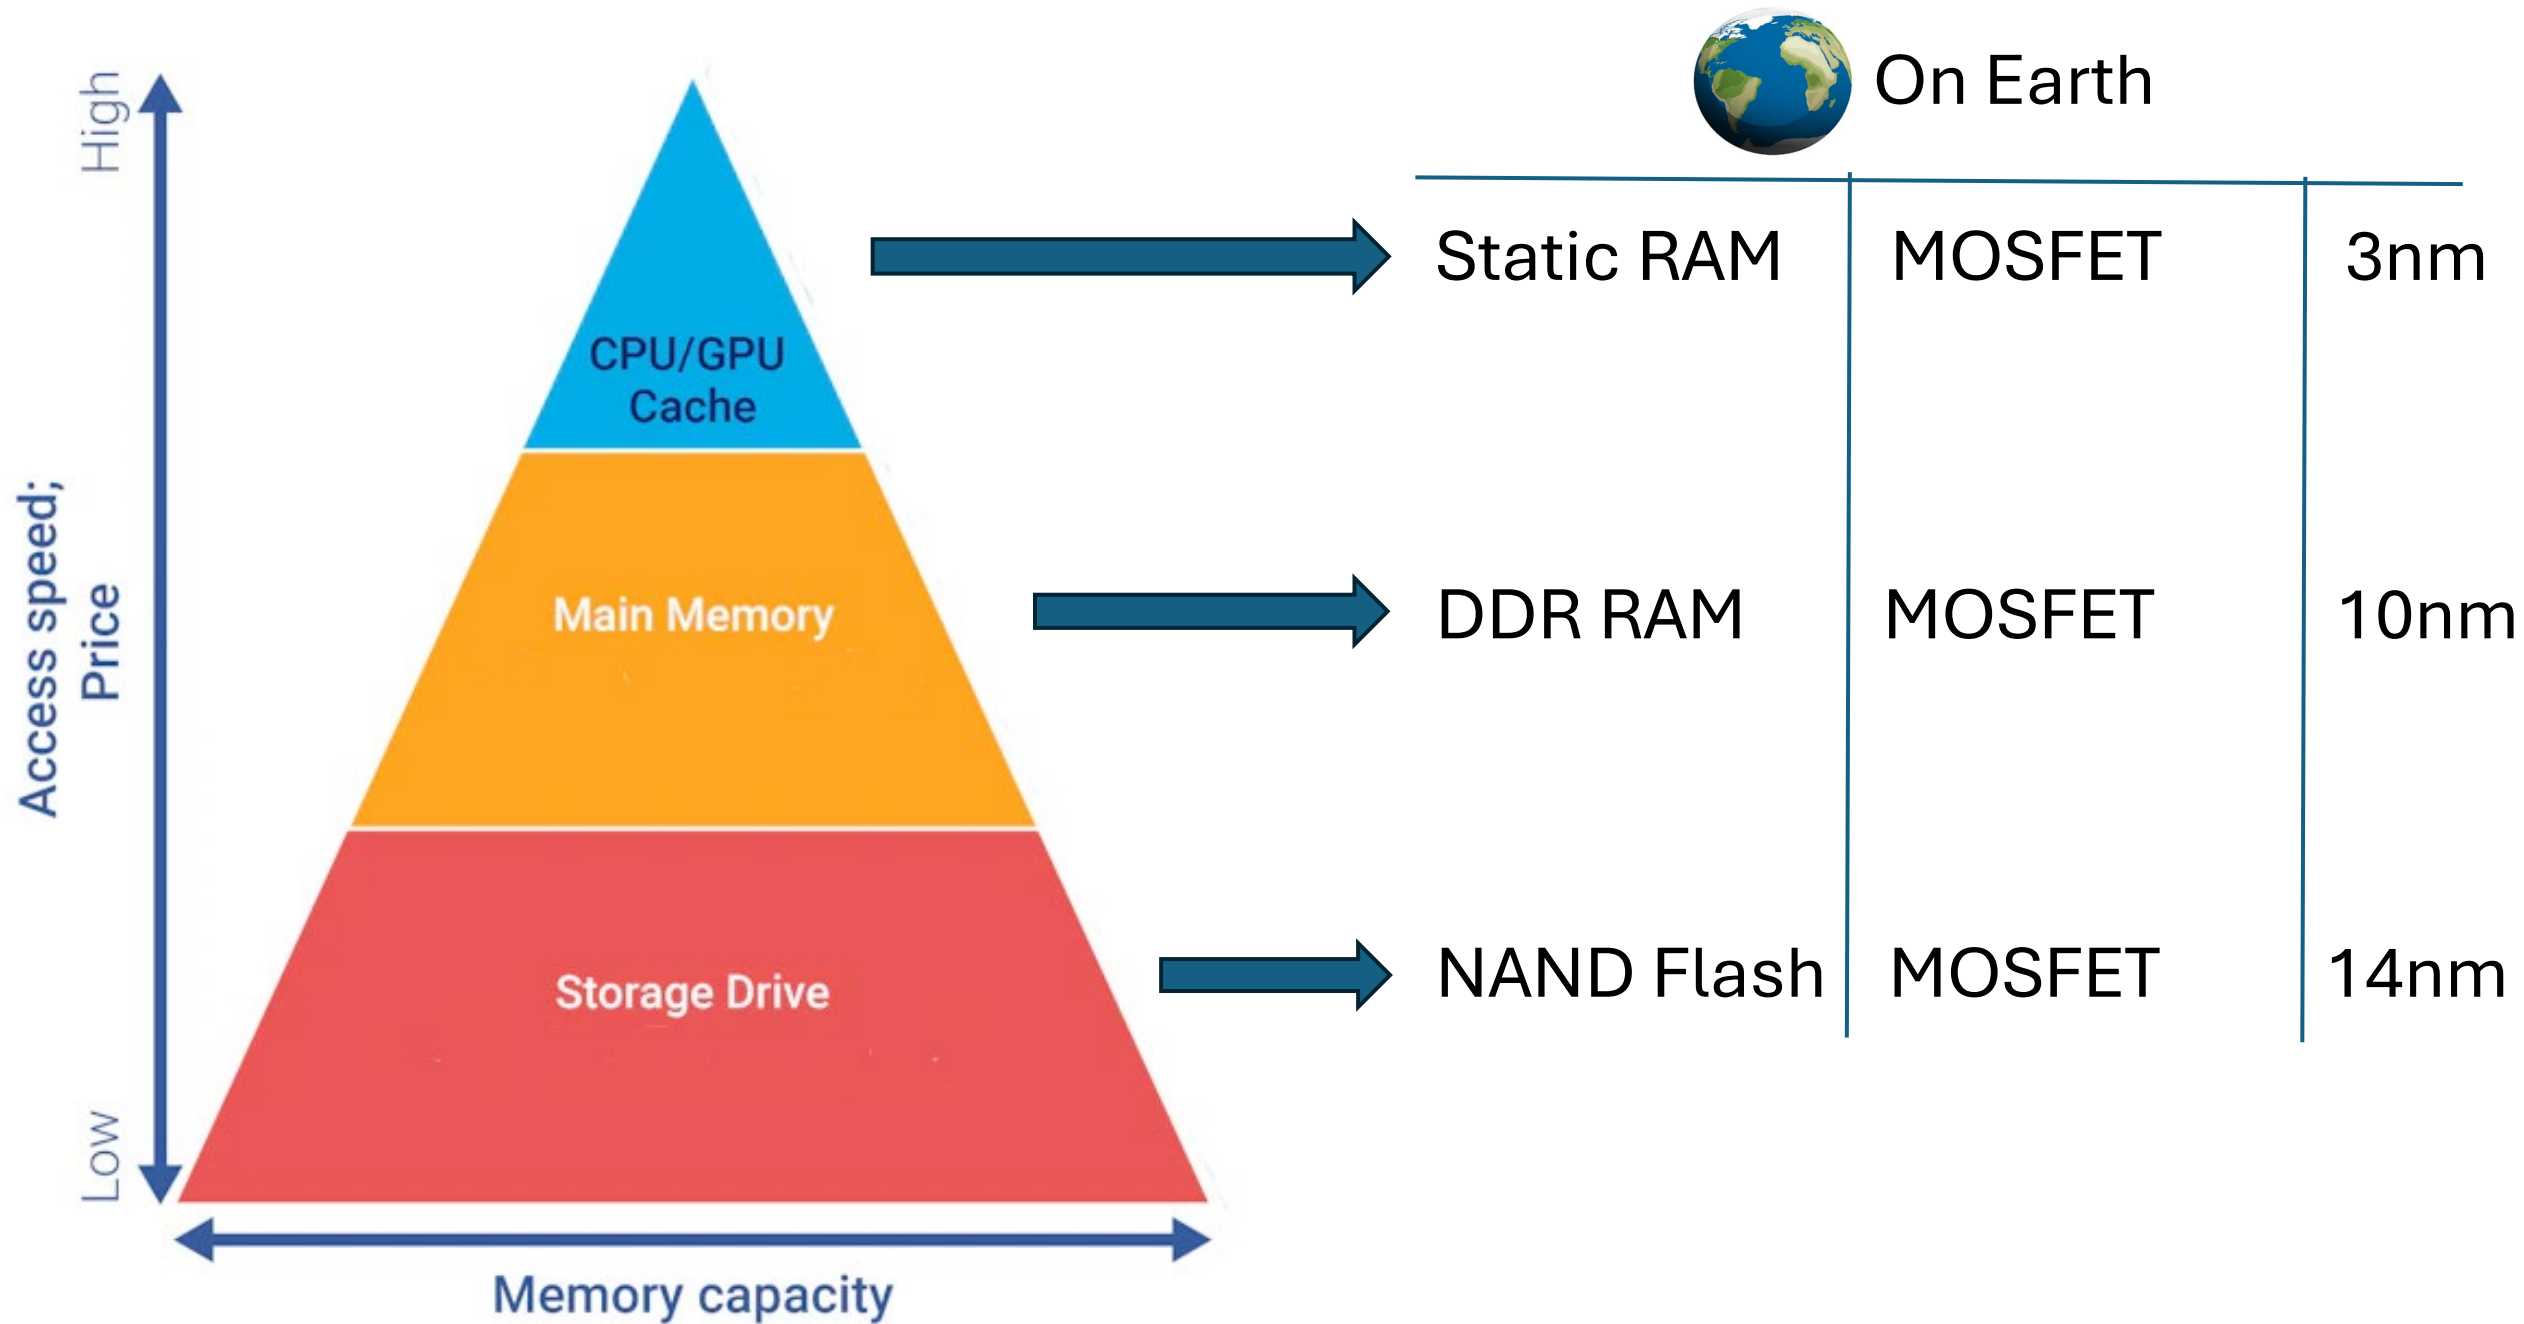 On Earth
High
Access speed;
Price
Low
CPU/GPU
Cache
Main Memory
Storage Drive
Memory capacity
Static RAM MOSFET 3nm
DDR RAM MOSFET 10nm
NAND Flash MOSFET 14nm